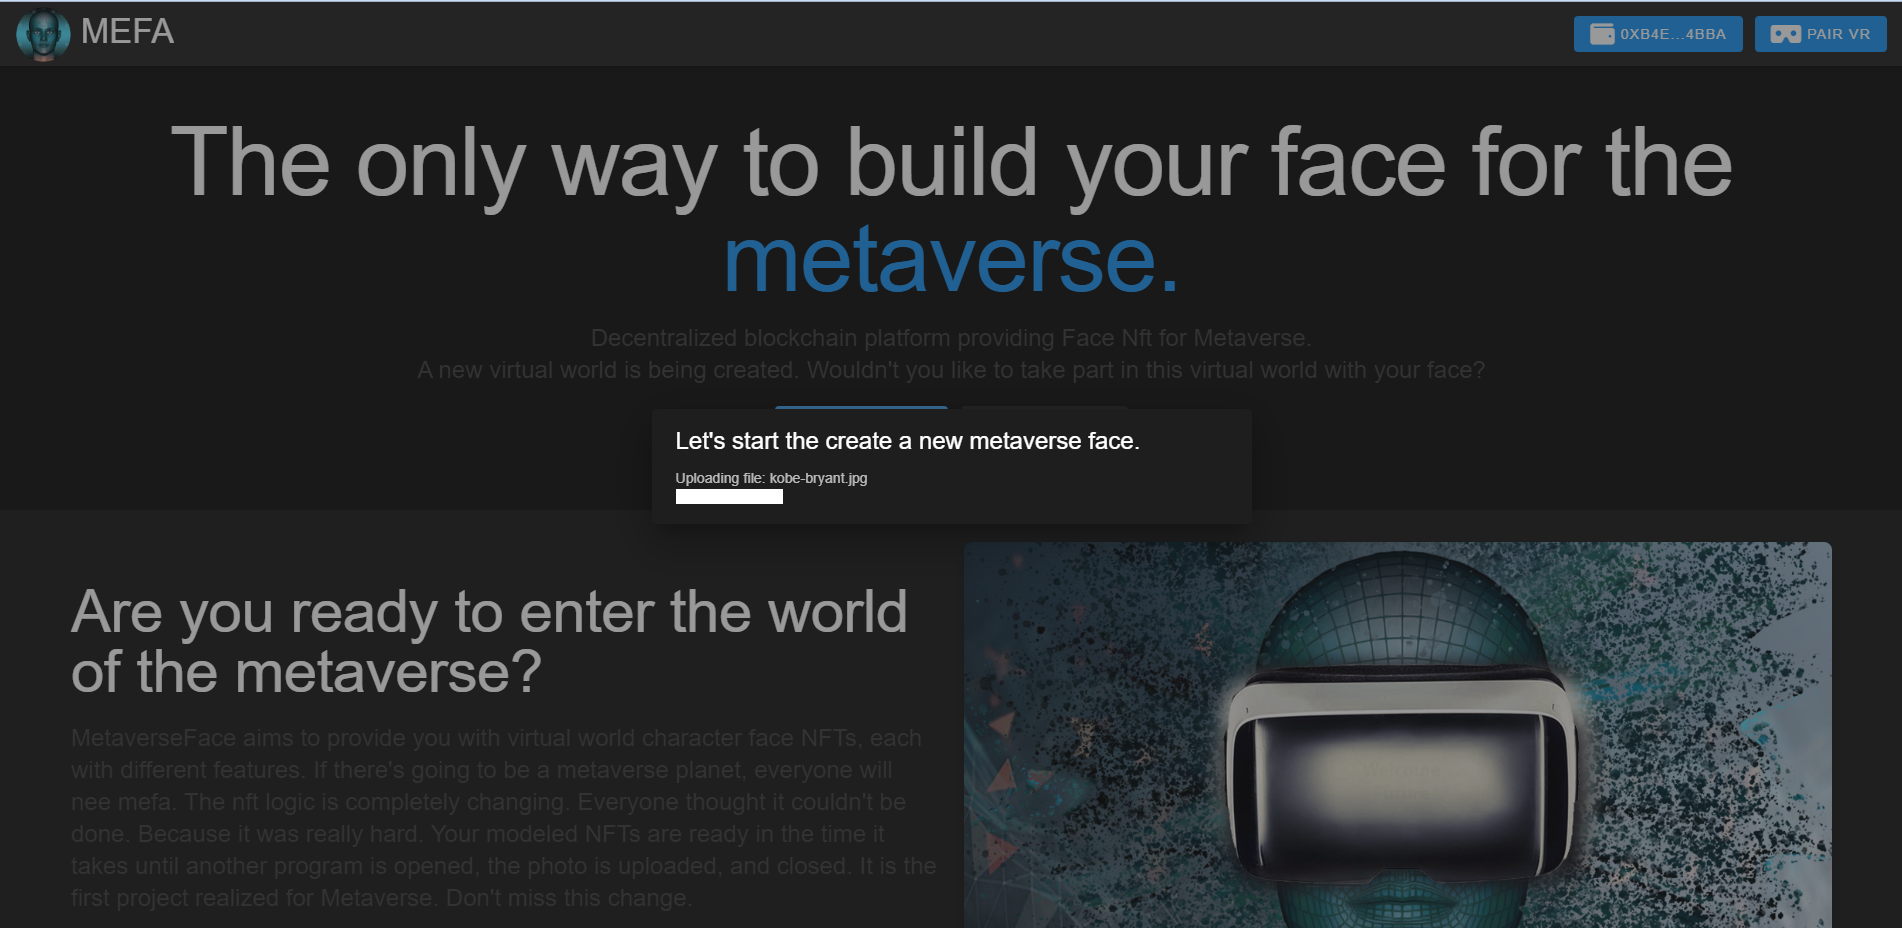 MEFA
0XB4E...4BBA
PAIR VR
The only way to build your face for the
metaverse.
Decentralized blockchain platform providing Face Nft for Metaverse.
A new virtual world is being created. Wouldn't you like to take part in this virtual world with your face?
Let's start the create a new metaverse face.
Uploading file: kobe-bryant.jpg
Are you ready to enter the world
of the metaverse?
MetaverseFace aims to provide you with virtual world character face NFTs, each
with different features. If there's going to be a metaverse planet, everyone will
nee mefa. The nft logic is completely changing. Everyone thought it couldn't be
done. Because it was really hard. Your modeled NFTs are ready in the time it
takes until another program is opened, the photo is uploaded, and closed. It is the
first project realized for Metaverse. Don't miss this change.
Welcome